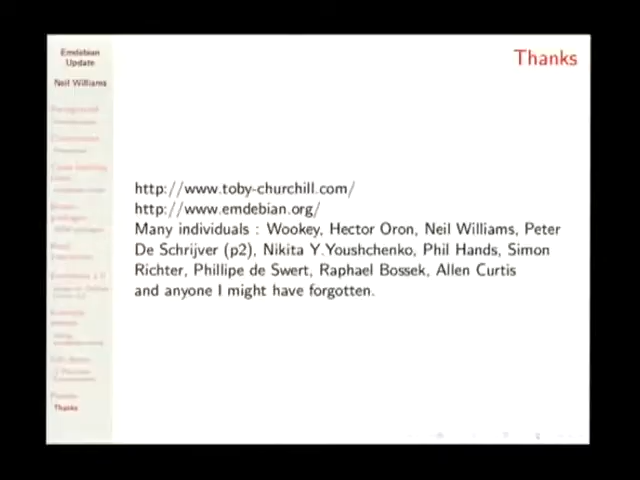 Emdebian
Update
Neil Williams
Thanks
http://www.toby-churchill.com/
http://www.emdebian.org/
Many individuals : Wookey, Hector Oron, Neil Williams, Peter
De Schrijver (p2), Nikita Y.Youshchenko, Phil Hands, Simon
Richter, Phillipe de Swert, Raphael Bossek, Allen Curtis
and anyone I might have forgotten.
Thanks